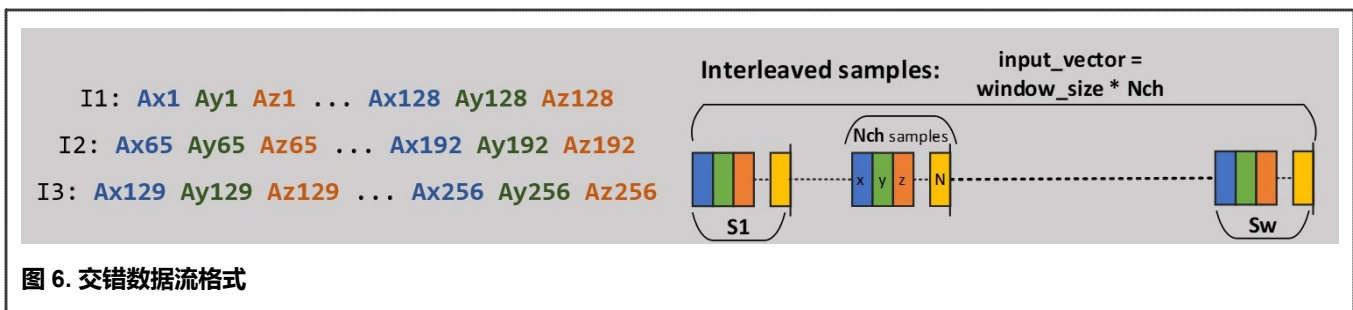 I1: Ax1 Ay1 Az1 ... Ax128 Ay128 Az128
I2: Ax65 Ay65 Az65 ... Ax192 Ay192 Az192
I3: Ax129 Ay129 Az129 ... Ax256 Ay256 Az256
Interleaved samples:
input_vector =
window_size * Nch
Nch samples
x y z N
S1
Sw
图 6. 交错数据流格式